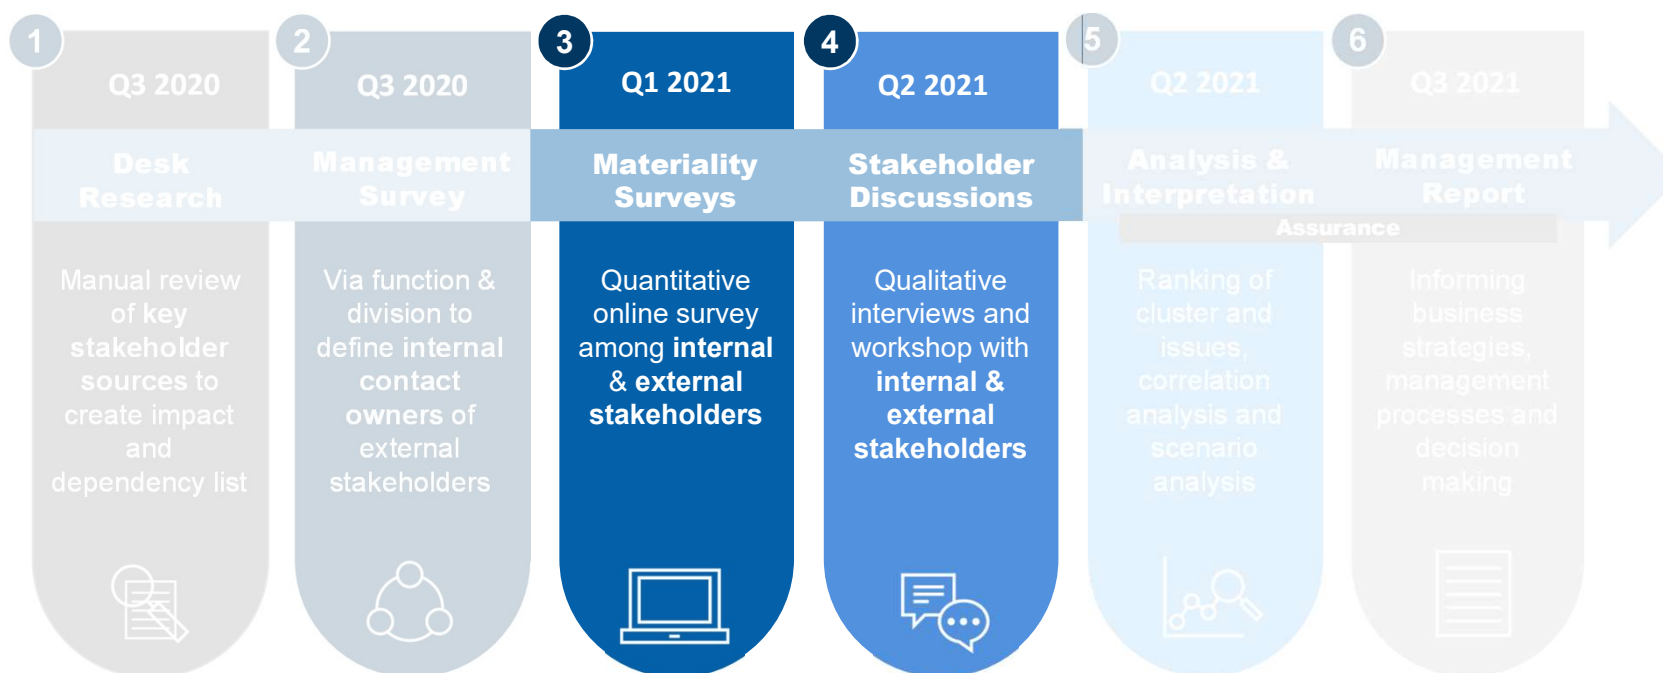 1
Q3 2020
Desk
Research
Manual review
of key
stakeholder
sources to
create impact
and
dependency list
2
Q3 2020
Management
Survey
Via function &
division to
define internal
contact
owners of
external
stakeholders
3
Q1 2021
Materiality
Surveys
Quantitative
online survey
among internal
& external
stakeholders
4
Q2 2021
Stakeholder
Discussions
Qualitative
interviews and
workshop with
internal &
external
stakeholders
5
Q2 2021
Analysis &
Interpretation
Ranking of
cluster and
issues,
correlation
analysis and
scenario
analysis
6
Q3 2021
Management
Report
Assurance
Informing
business
strategies,
management
processes and
decision
making